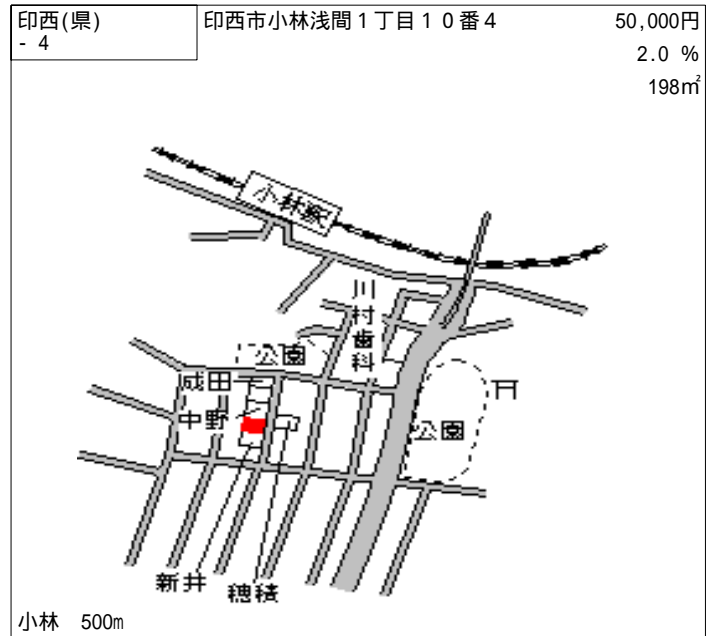 印西(県)
- 4
印西市小林浅間1丁目10番4
50,000円
2.0 %
198㎡
小林駅
川村歯科
公園
成田
中野
公園
新井
穂積
小林 500m